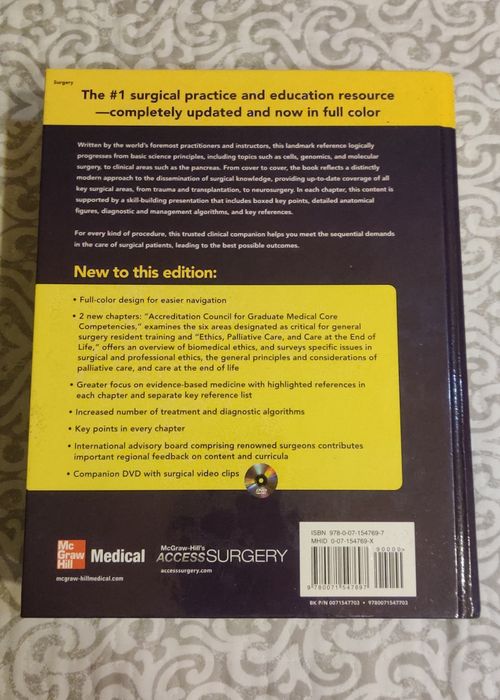 Surgery
The #1 surgical practice and education resource
—completely updated and now in full color
Written by the world's foremost practitioners and instructors, this landmark reference logically
progresses from basic science principles, including topics such as cells, genomics, and molecular
surgery, to clinical areas such as the pancreas. From cover to cover, the book reflects a distinctly
modern approach to the dissemination of surgical knowledge, providing up-to-date coverage of all
key surgical areas, from trauma and transplantation, to neurosurgery. In each chapter, this content is
supported by a skill-building presentation that includes boxed key points, detailed anatomical
figures, diagnostic and management algorithms, and key references.
For every kind of procedure, this trusted clinical companion helps you meet the sequential demands
in the care of surgical patients, leading to the best possible outcomes.
New to this edition:
• Full-color design for easier navigation
• 2 new chapters: "Accreditation Council for Graduate Medical Core
Competencies," examines the six areas designated as critical for general
surgery resident training and "Ethics, Palliative Care, and Care at the End of
Life," offers an overview of biomedical ethics, and surveys specific issues in
surgical and professional ethics, the general principles and considerations of
palliative care, and care at the end of life
• Greater focus on evidence-based medicine with highlighted references in
each chapter and separate key reference list
• Increased number of treatment and diagnostic algorithms
• Key points in every chapter
• International advisory board comprising renowned surgeons contributes
important regional feedback on content and curricula
• Companion DVD with surgical video clips
DVD
ISBN 978-0-07-154769-7
MHID 0-07-154769-X
90000>
9 780071 547697
BK P/N 0071547703 • 9780071547703
Mc
Graw
Hill
Medical
mcgraw-hillmedical.com
McGraw-Hill's
ACCESSSURGERY
accesssurgery.com